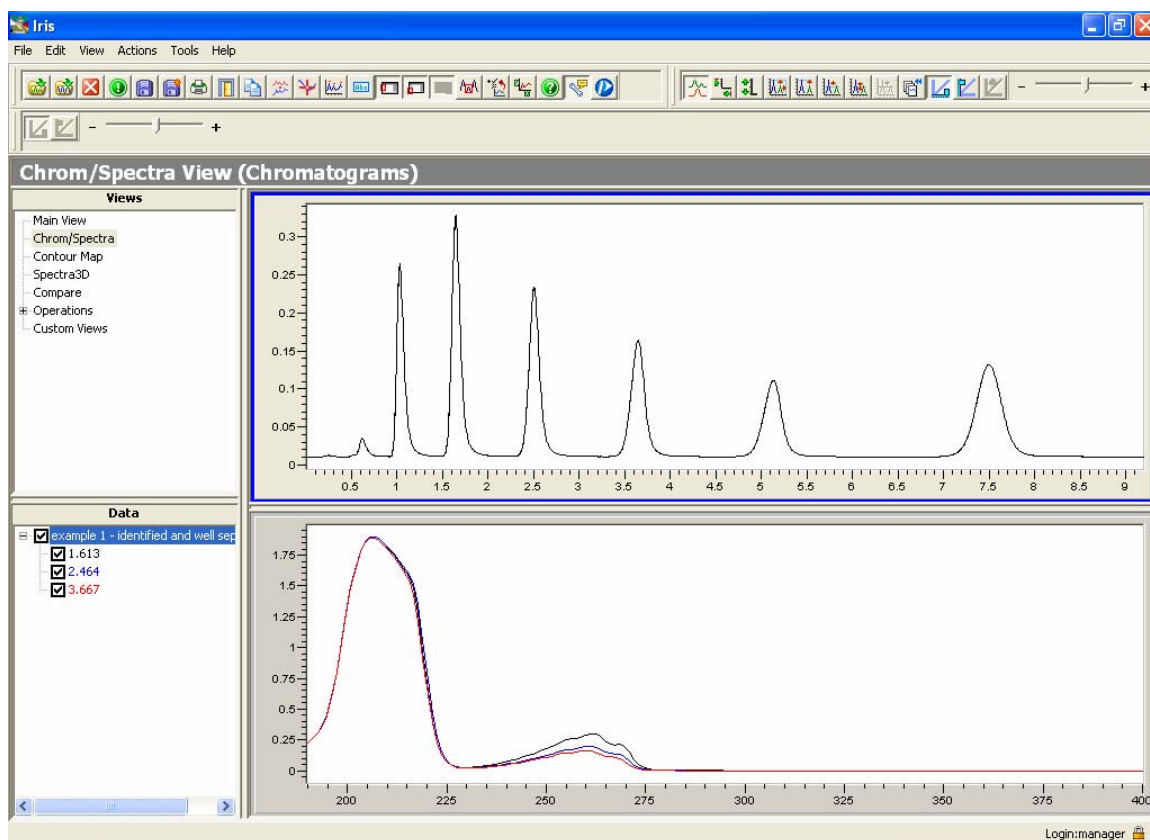 Iris
File Edit View Actions Tools Help
- +
- +
Chrom/Spectra View (Chromatograms)
Views
Main View
Chrom/Spectra
Contour Map
Spectra3D
Compare
Operations
Custom Views
0.3
0.25
0.2
0.15
0.1
0.05
0
0.5 1 1.5 2 2.5 3 3.5 4 4.5 5 5.5 6 6.5 7 7.5 8 8.5 9
Data
example 1 - identified and well sep
1.613
2.464
3.667
1.75
1.5
1.25
1
0.75
0.5
0.25
0
200 225 250 275 300 325 350 375 400
Login:manager